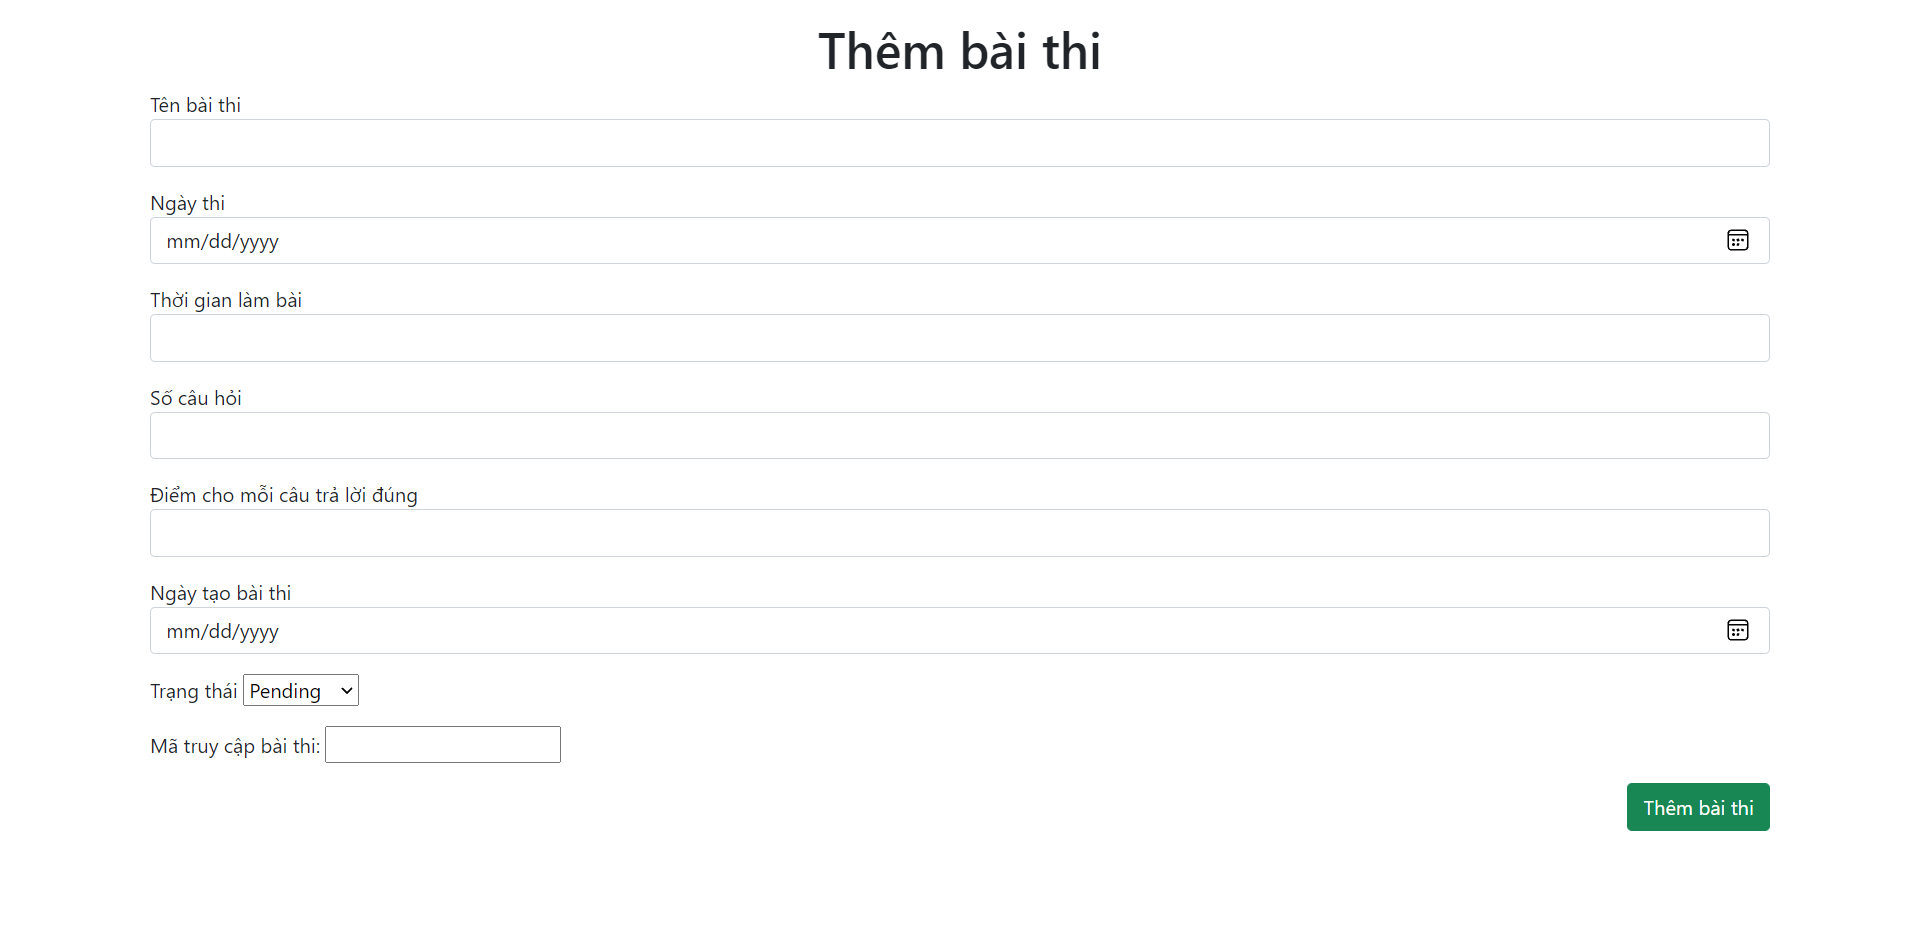 Thêm bài thi
Tên bài thi
Ngày thi
mm/dd/yyyy
Thời gian làm bài
Số câu hỏi
Điểm cho mỗi câu trả lời đúng
Ngày tạo bài thi
mm/dd/yyyy
Trạng thái Pending
Mã truy cập bài thi:
Thêm bài thi